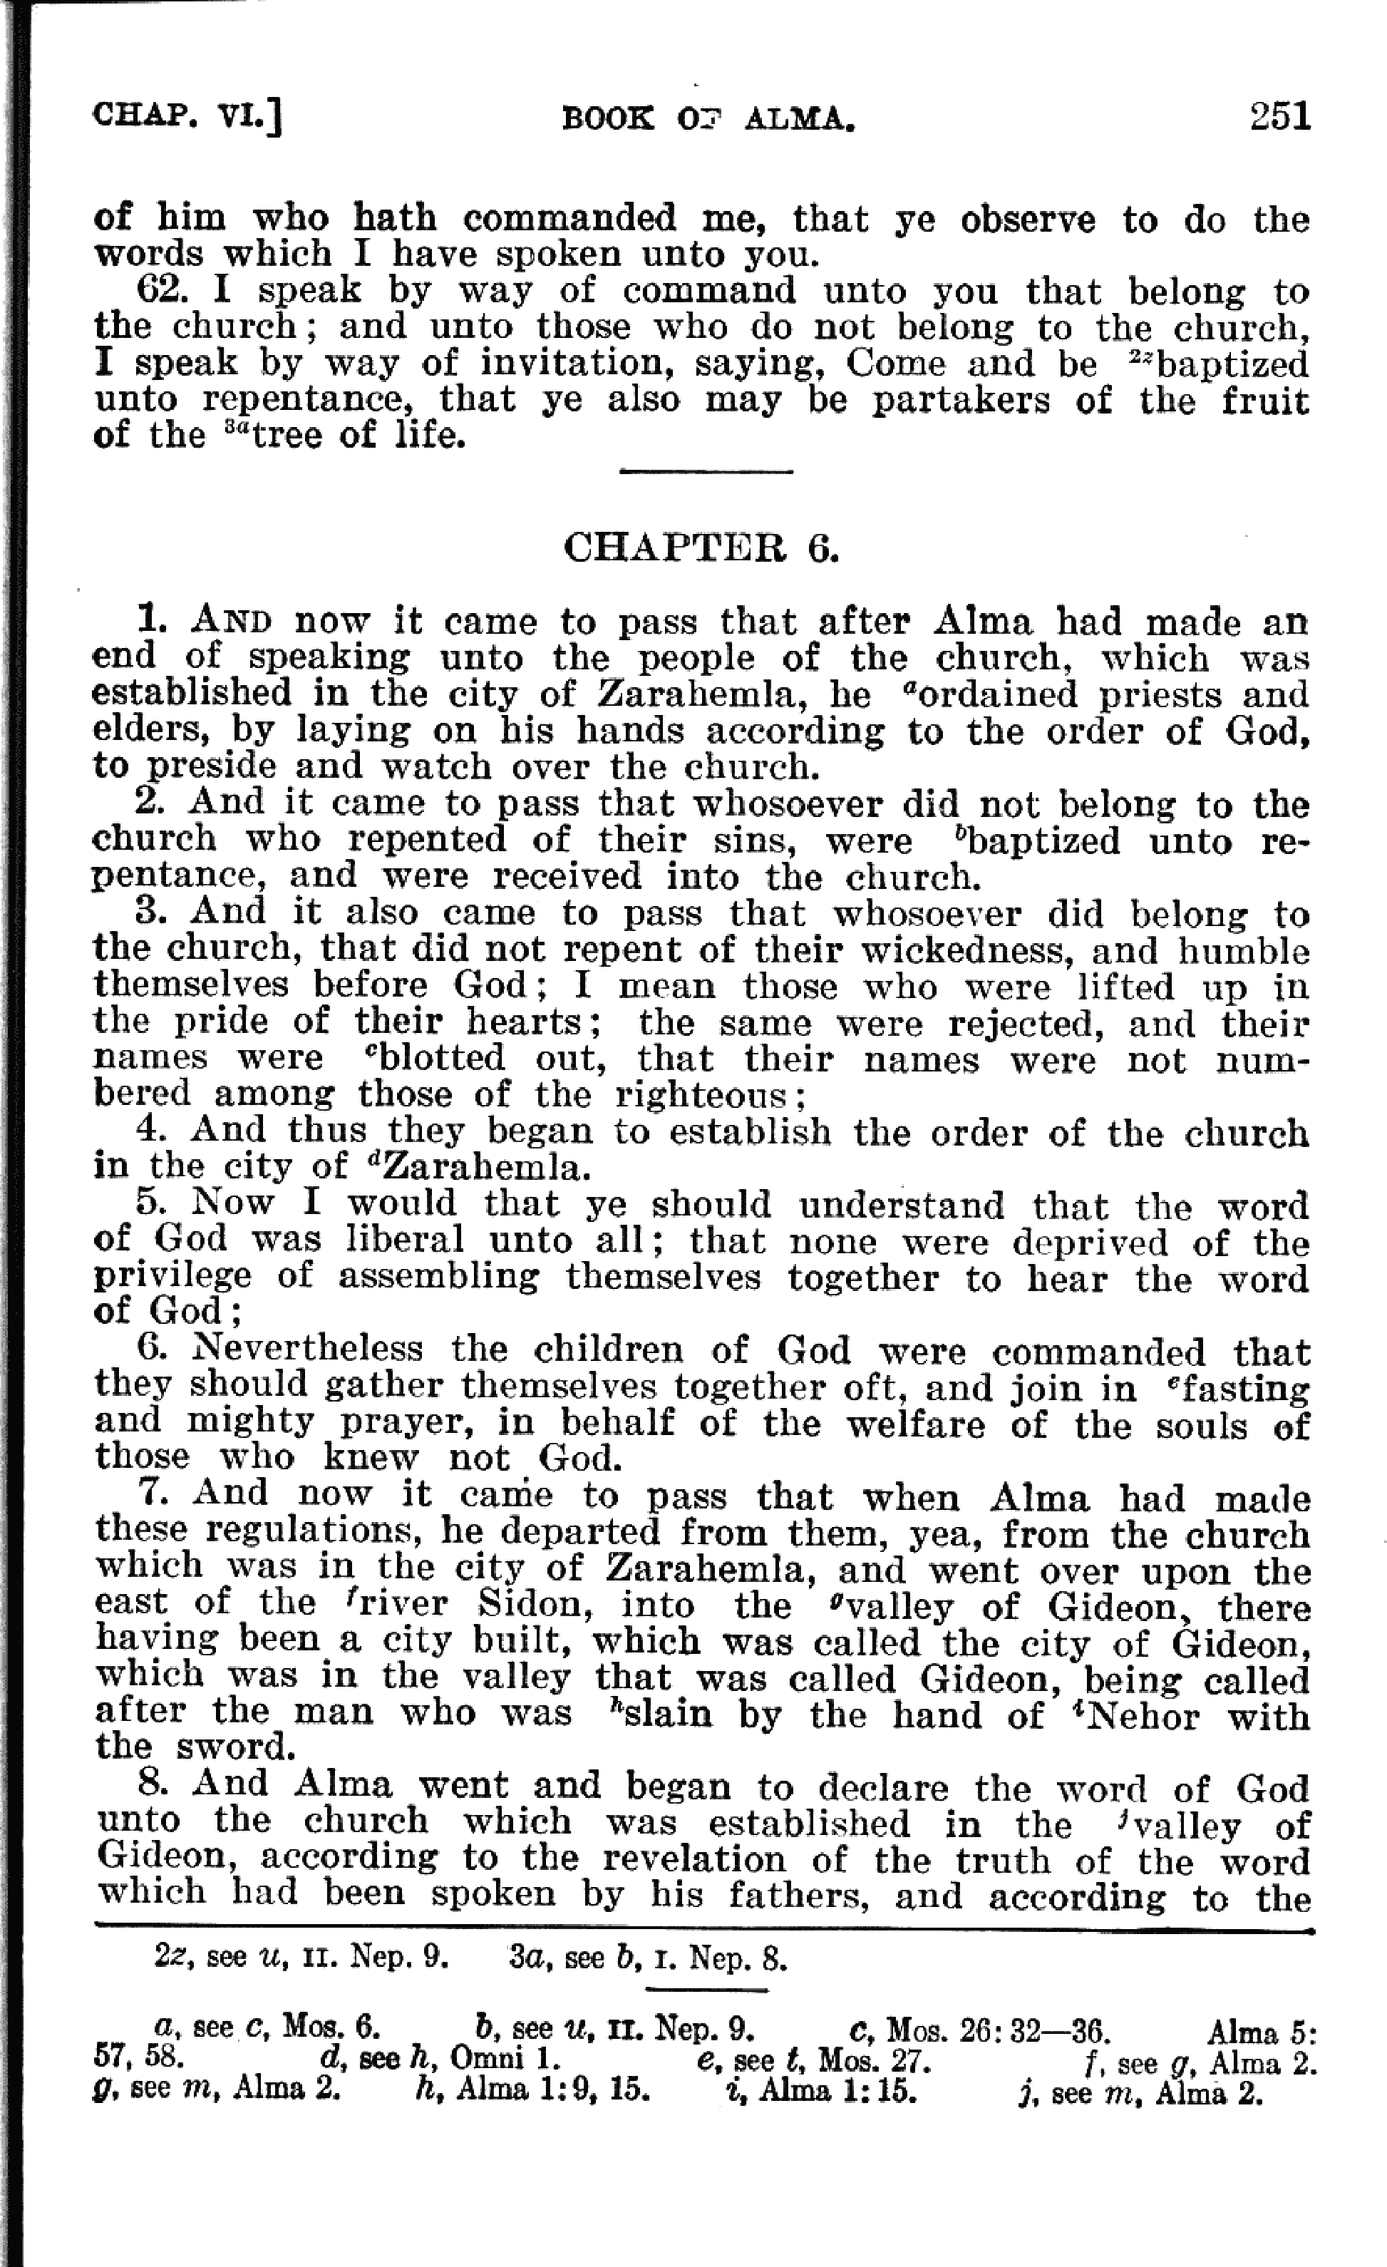 CHAP. VI.] BOOK OF ALMA. 251
of him who hath commanded me, that ye observe to do the
words which I have spoken unto you.
62. I speak by way of command unto you that belong to
the church; and unto those who do not belong to the church,
I speak by way of invitation, saying, Come and be 2zbaptized
unto repentance, that ye also may be partakers of the fruit
of the 3atree of life.
CHAPTER 6.
1. AND now it came to pass that after Alma had made an
end of speaking unto the people of the church, which was
established in the city of Zarahemla, he aordained priests and
elders, by laying on his hands according to the order of God,
to preside and watch over the church.
2. And it came to pass that whosoever did not belong to the
church who repented of their sins, were bbaptized unto re-
pentance, and were received into the church.
3. And it also came to pass that whosoever did belong to
the church, that did not repent of their wickedness, and humble
themselves before God; I mean those who were lifted up in
the pride of their hearts; the same were rejected, and their
names were cblotted out, that their names were not num-
bered among those of the righteous;
4. And thus they began to establish the order of the church
in the city of dZarahemla.
5. Now I would that ye should understand that the word
of God was liberal unto all; that none were deprived of the
privilege of assembling themselves together to hear the word
of God;
6. Nevertheless the children of God were commanded that
they should gather themselves together oft, and join in efasting
and mighty prayer, in behalf of the welfare of the souls of
those who knew not God.
7. And now it came to pass that when Alma had made
these regulations, he departed from them, yea, from the church
which was in the city of Zarahemla, and went over upon the
east of the friver Sidon, into the gvalley of Gideon, there
having been a city built, which was called the city of Gideon,
which was in the valley that was called Gideon, being called
after the man who was hslain by the hand of iNehor with
the sword.
8. And Alma went and began to declare the word of God
unto the church which was established in the jvalley of
Gideon, according to the revelation of the truth of the word
which had been spoken by his fathers, and according to the
2z, see u, II. Nep. 9. 3a, see b, I. Nep. 8.
a, see c, Mos. 6. b, see u, II. Nep. 9. c, Mos. 26: 32—36. Alma 5:
57, 58. d, see h, Omni 1. e, see t, Mos. 27. f, see g, Alma 2.
g, see m, Alma 2. h, Alma 1: 9, 15. i, Alma 1: 15. j, see m, Alma 2.